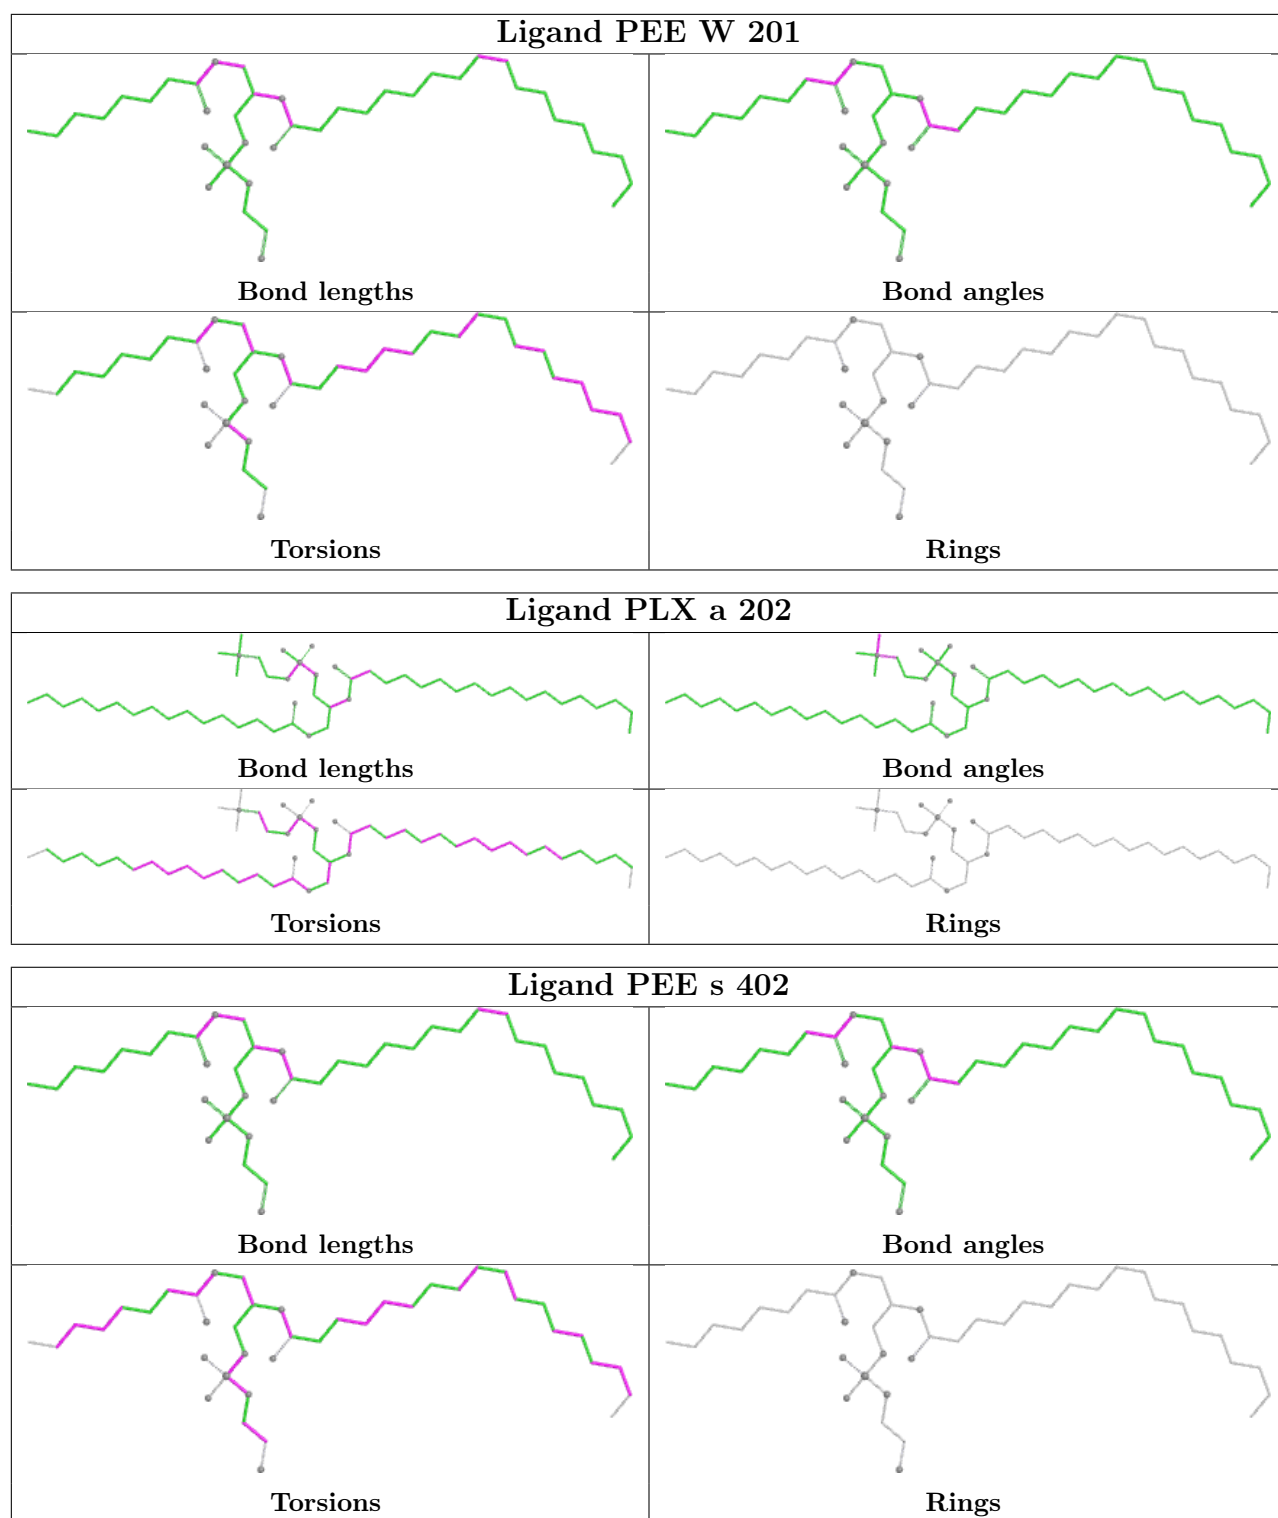 Ligand PEE W 201
Bond lengths
Bond angles
Torsions
Rings
Ligand PLX a 202
Bond lengths
Bond angles
Torsions
Rings
Ligand PEE s 402
Bond lengths
Bond angles
Torsions
Rings